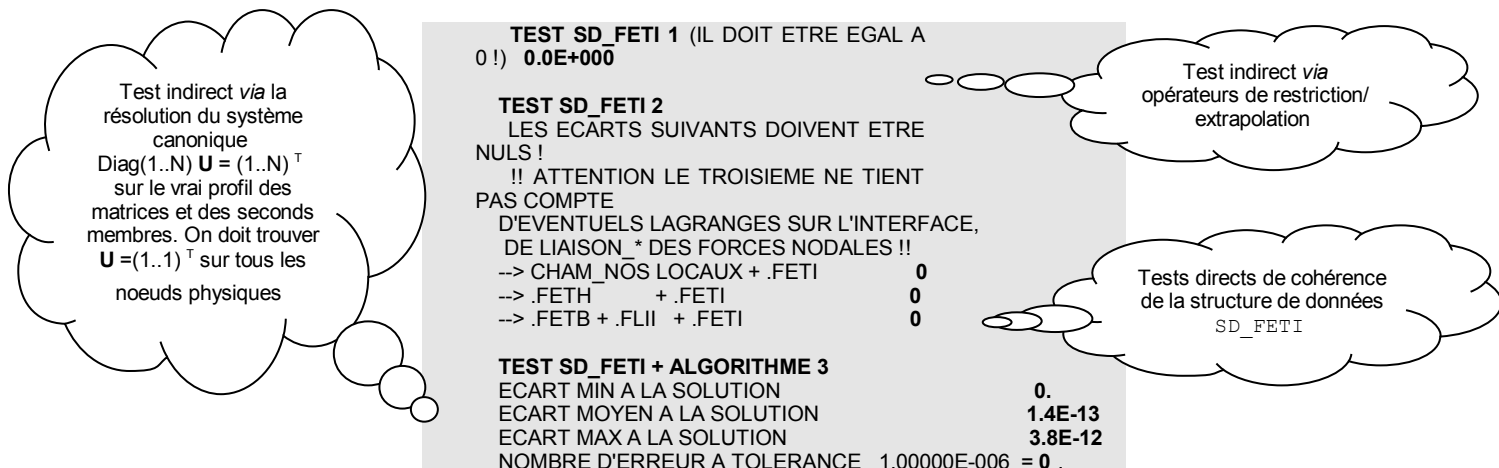 Test indirect via la
résolution du système
canonique
Diag(1..N) U = (1..N) T
sur le vrai profil des
matrices et des seconds
membres. On doit trouver
U =(1..1) T sur tous les
noeuds physiques
TEST SD_FETI 1 (IL DOIT ETRE EGAL A
0 !) 0.0E+000
TEST SD_FETI 2
LES ECARTS SUIVANTS DOIVENT ETRE
NULS !
!! ATTENTION LE TROISIEME NE TIENT
PAS COMPTE
D'EVENTUELS LAGRANGES SUR L'INTERFACE,
DE LIAISON_* DES FORCES NODALES !!
--> CHAM_NOS LOCAUX + .FETI 0
--> .FETH + .FETI 0
--> .FETB + .FLII + .FETI 0
TEST SD_FETI + ALGORITHME 3
ECART MIN A LA SOLUTION 0.
ECART MOYEN A LA SOLUTION 1.4E-13
ECART MAX A LA SOLUTION 3.8E-12
NOMBRE D'ERREUR A TOLERANCE 1.00000E-006 = 0 .
Test indirect via
opérateurs de restriction/
extrapolation
Tests directs de cohérence
de la structure de données
SD_FETI